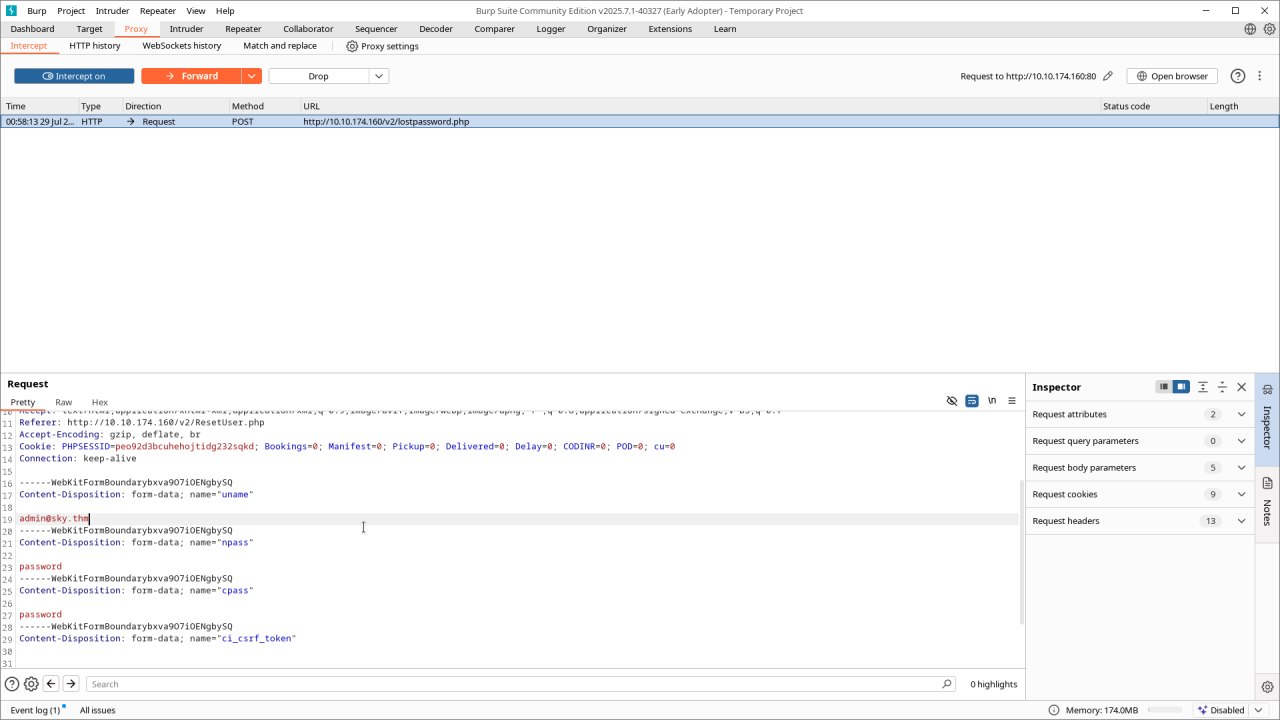 Burp Project Intruder Repeater View Help Burp Suite Community Edition v2025.7.1-40327 (Early Adopter) - Temporary Project
Dashboard Target Proxy Intruder Repeater Collaborator Sequencer Decoder Comparer Logger Organizer Extensions Learn
Intercept HTTP history WebSockets history Match and replace Proxy settings
Intercept on Forward Drop Request to http://10.10.174.160:80 Open browser
Time Type Direction Method URL Status code Length
00:58:13 29 Jul 2... HTTP Request POST http://10.10.174.160/v2/lostpassword.php
Request
Pretty Raw Hex \n
11 Referer: http://10.10.174.160/v2/ResetUser.php
12 Accept-Encoding: gzip, deflate, br
13 Cookie: PHPSESSID=peo92d3bcuhehojtidg232sqkd; Bookings=0; Manifest=0; Pickup=0; Delivered=0; Delay=0; CODINR=0; POD=0; cu=0
14 Connection: keep-alive
15
16 ------WebKitFormBoundarybxva9O7iOENgbySQ
17 Content-Disposition: form-data; name="uname"
18
19 admin@sky.thm
20 ------WebKitFormBoundarybxva9O7iOENgbySQ
21 Content-Disposition: form-data; name="npass"
22
23 password
24 ------WebKitFormBoundarybxva9O7iOENgbySQ
25 Content-Disposition: form-data; name="cpass"
26
27 password
28 ------WebKitFormBoundarybxva9O7iOENgbySQ
29 Content-Disposition: form-data; name="ci_csrf_token"
30
31
Inspector
Request attributes 2
Request query parameters 0
Request body parameters 5
Request cookies 9
Request headers 13
Inspector
Notes
Search 0 highlights
Event log (1) All issues Memory: 174.0MB Disabled